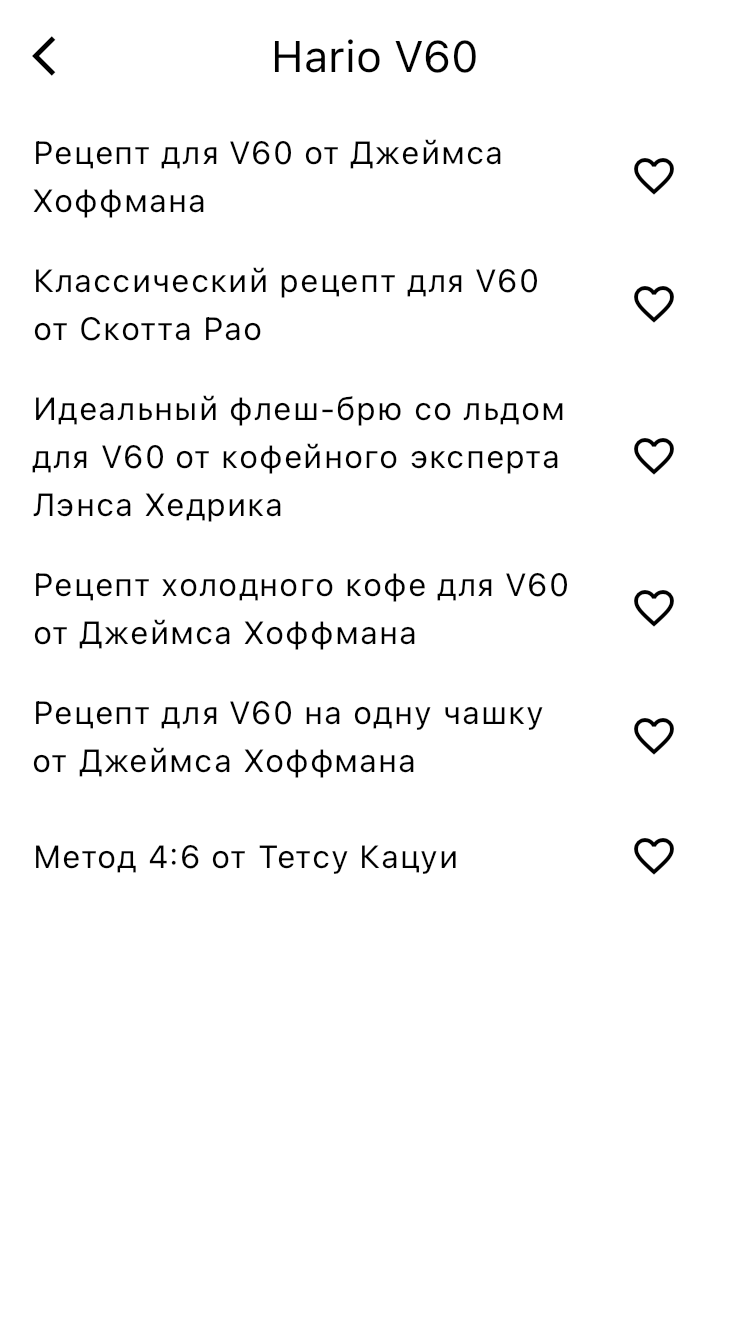 Hario V60
Рецепт для V60 от Джеймса
Хоффмана
Классический рецепт для V60
от Скотта Рао
Идеальный флеш-брю со льдом
для V60 от кофейного эксперта
Лэнса Хедрика
Рецепт холодного кофе для V60
от Джеймса Хоффмана
Рецепт для V60 на одну чашку
от Джеймса Хоффмана
Метод 4:6 от Тетсу Кацуи